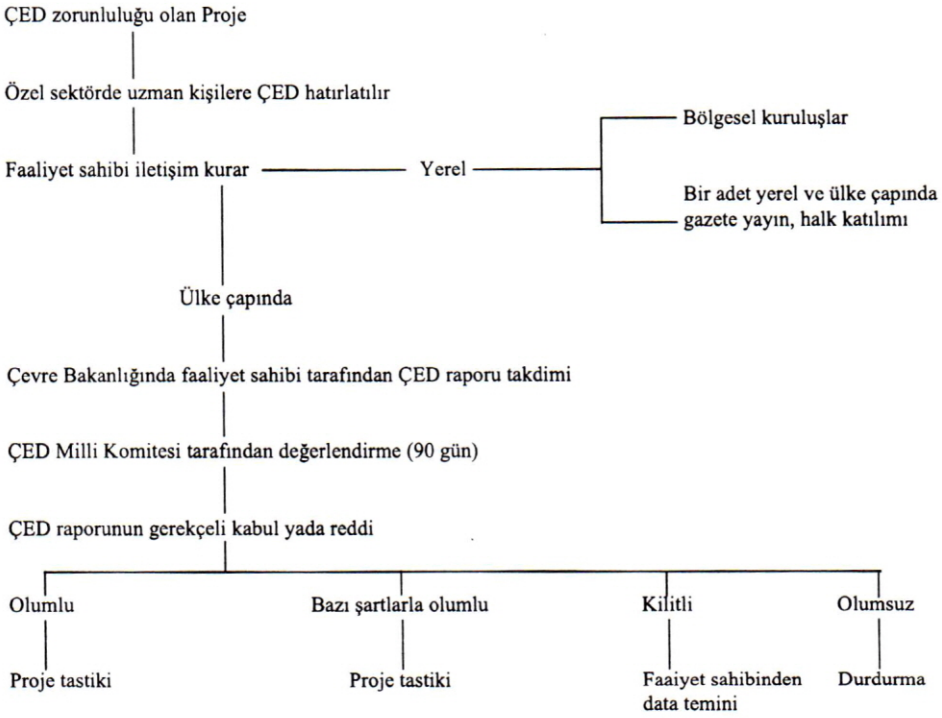 ÇED zorunluluğu olan Proje
Özel sektörde uzman kişilere ÇED hatırlatılır
Bölgesel kuruluşlar
Faaliyet sahibi iletişim kurar
Yerel
Bir adet yerel ve ülke çapında
gazete yayın, halk katılımı
Ülke çapında
Çevre Bakanlığında faaliyet sahibi tarafından ÇED raporu takdimi
ÇED Milli Komitesi tarafından değerlendirme (90 gün)
ÇED raporunun gerekçeli kabul yada reddi
Olumlu
Bazı şartlarla olumlu
Kilitli
Olumsuz
Proje tastiki
Proje tastiki
Faaiyet sahibinden
data temini
Durdurma